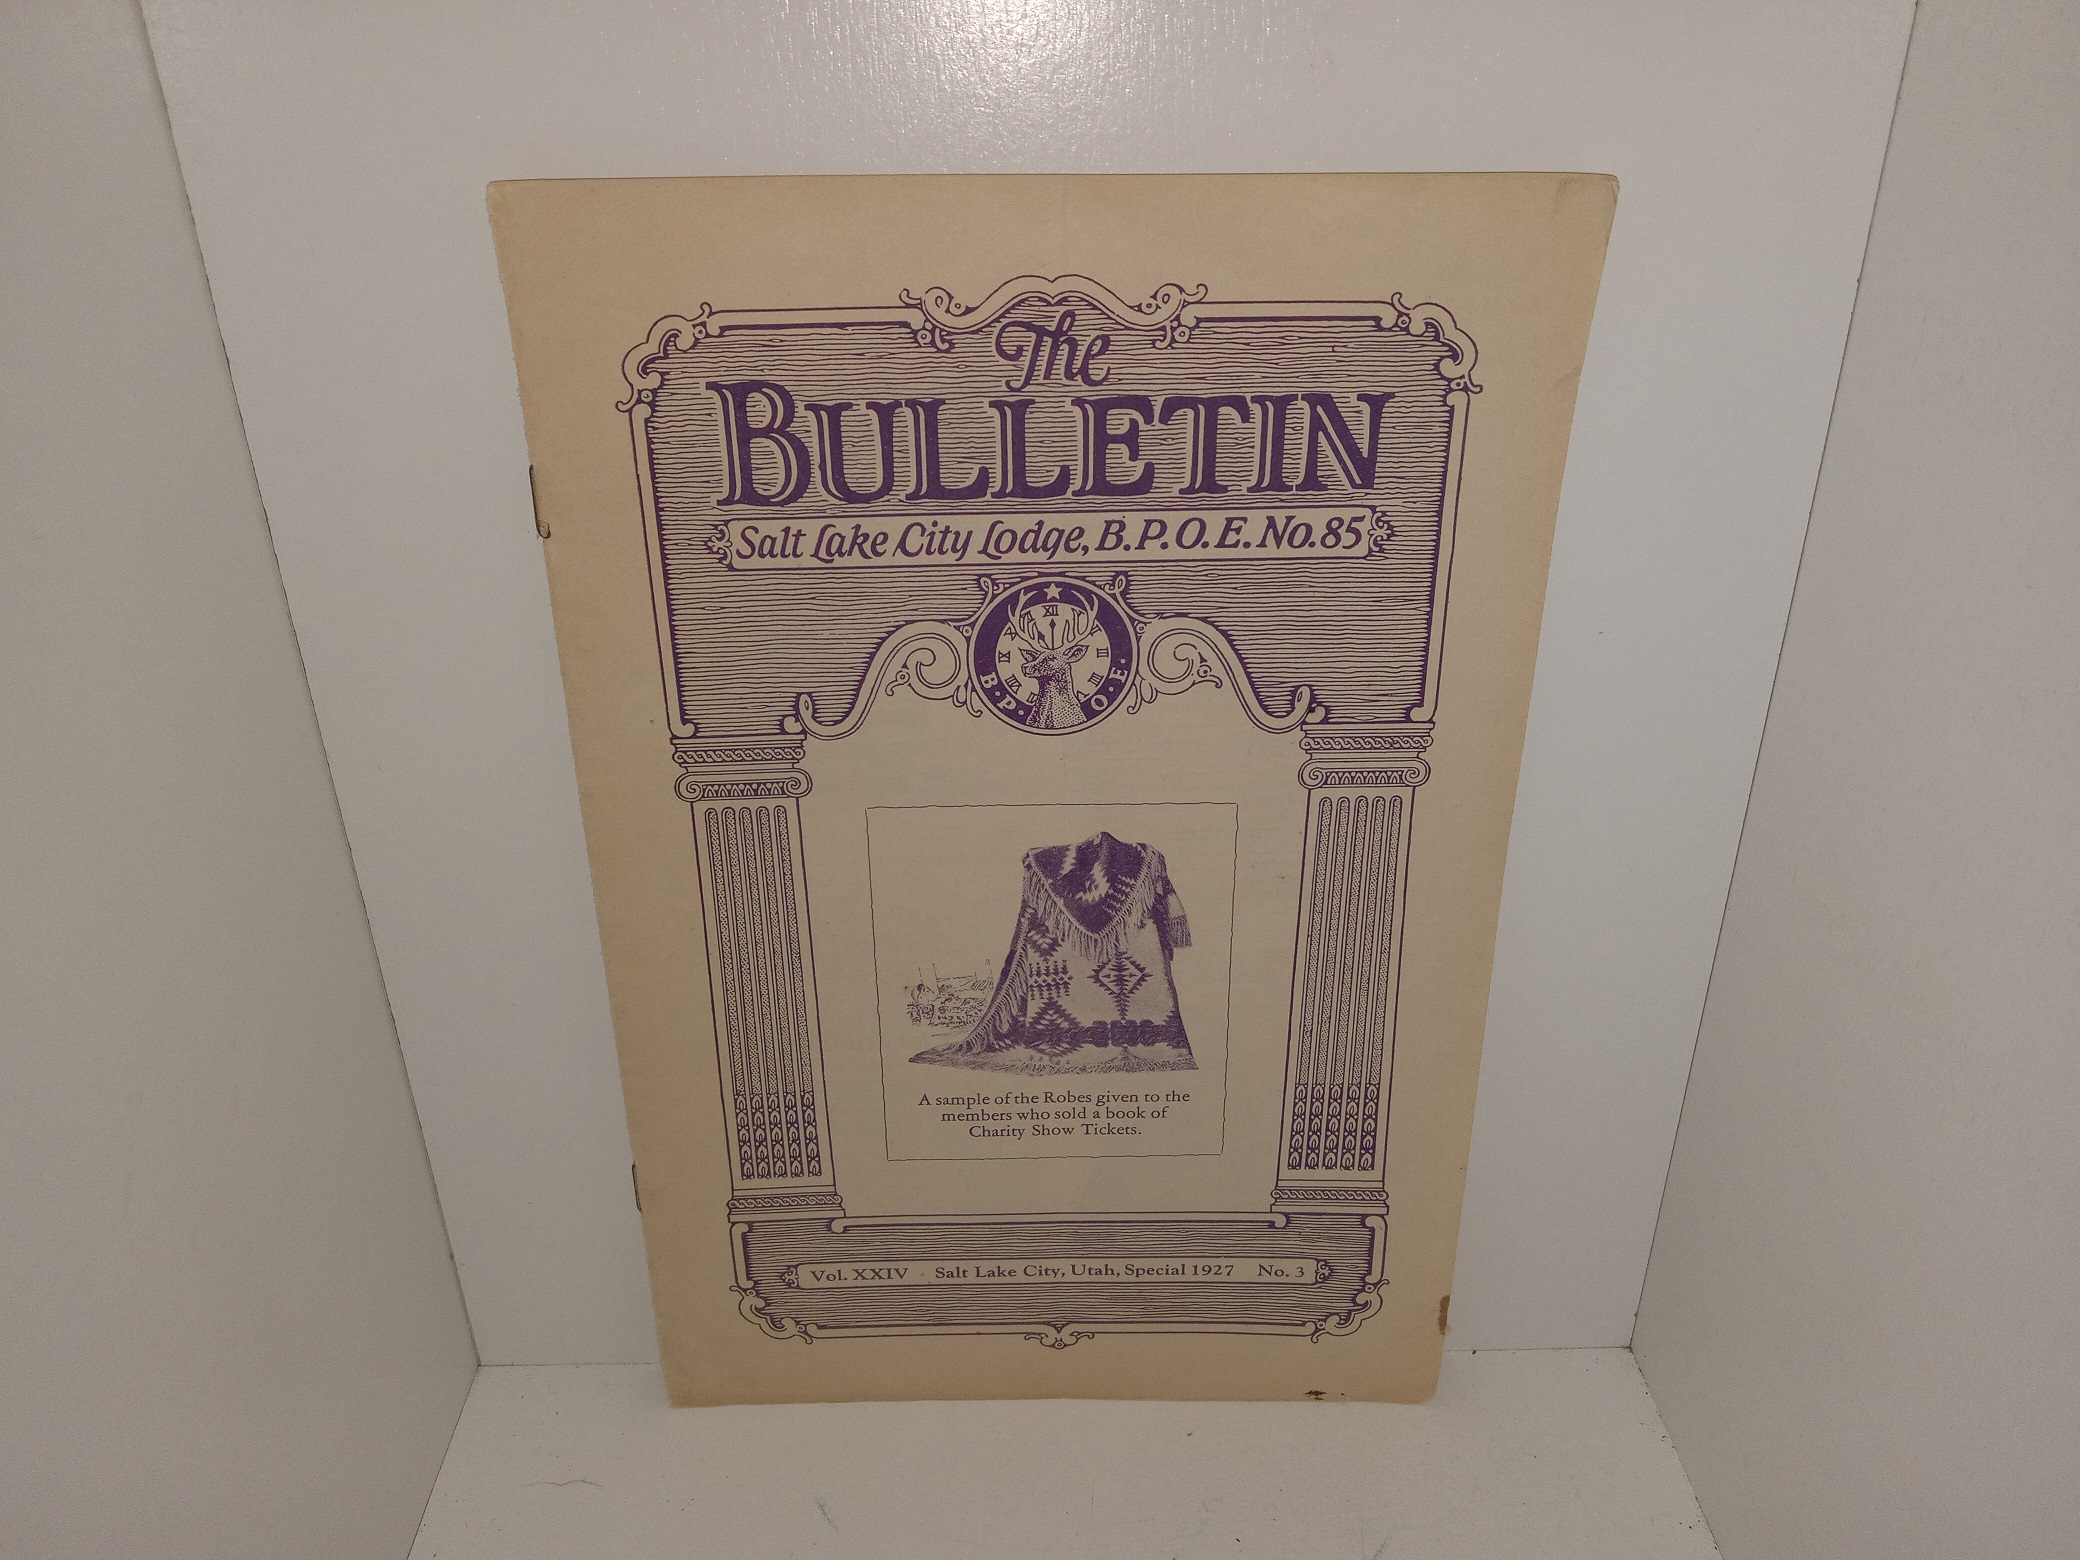 The
BULLETIN
Salt Lake City Lodge, B.P.O.E. No. 85
XII
B. P. O. E.
A sample of the Robes given to the
members who sold a book of
Charity Show Tickets.
Vol. XXIV Salt Lake City, Utah, Special 1927 No. 3